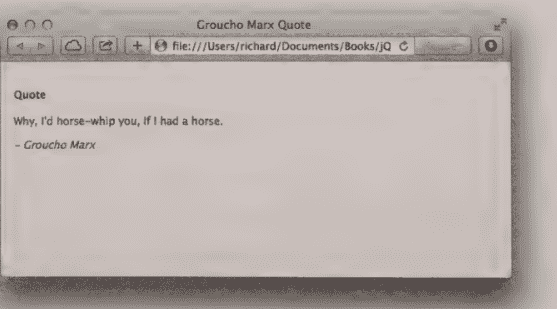 Groucho Marx Quote
file:///Users/richard/Documents/Books/jQ
Quote
Why, I'd horse-whip you, if I had a horse.
– Groucho Marx